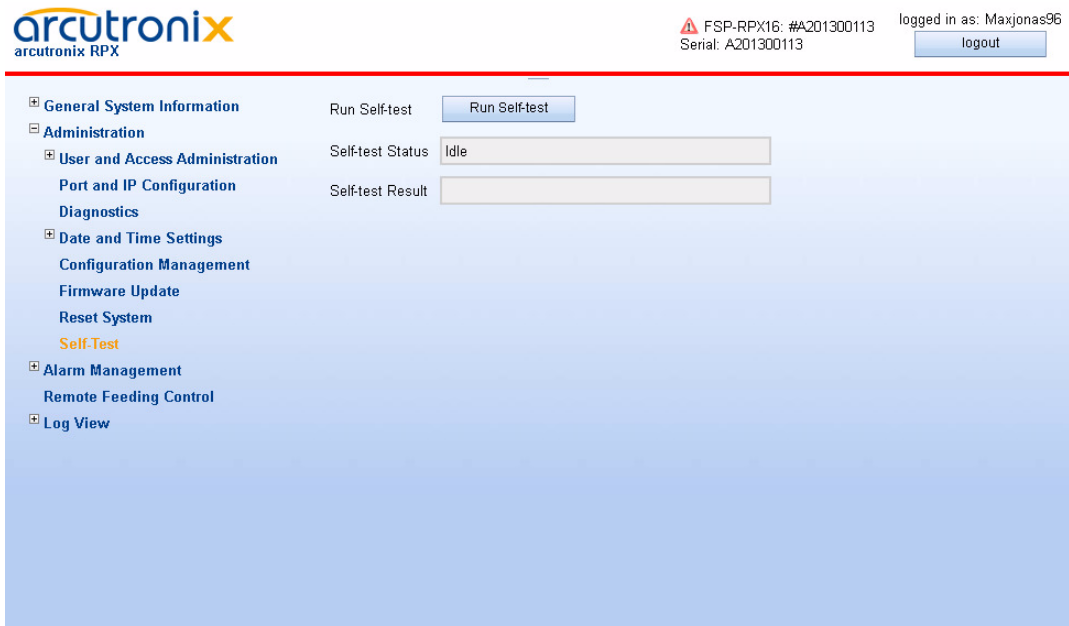 arcutronix
arcutronix RPX
FSP-RPX16: #A201300113
Serial: A201300113
logged in as: Maxjonas96
logout
General System Information
Administration
User and Access Administration
Port and IP Configuration
Diagnostics
Date and Time Settings
Configuration Management
Firmware Update
Reset System
Self-Test
Alarm Management
Remote Feeding Control
Log View
Run Self-test Run Self-test
Self-test Status Idle
Self-test Result